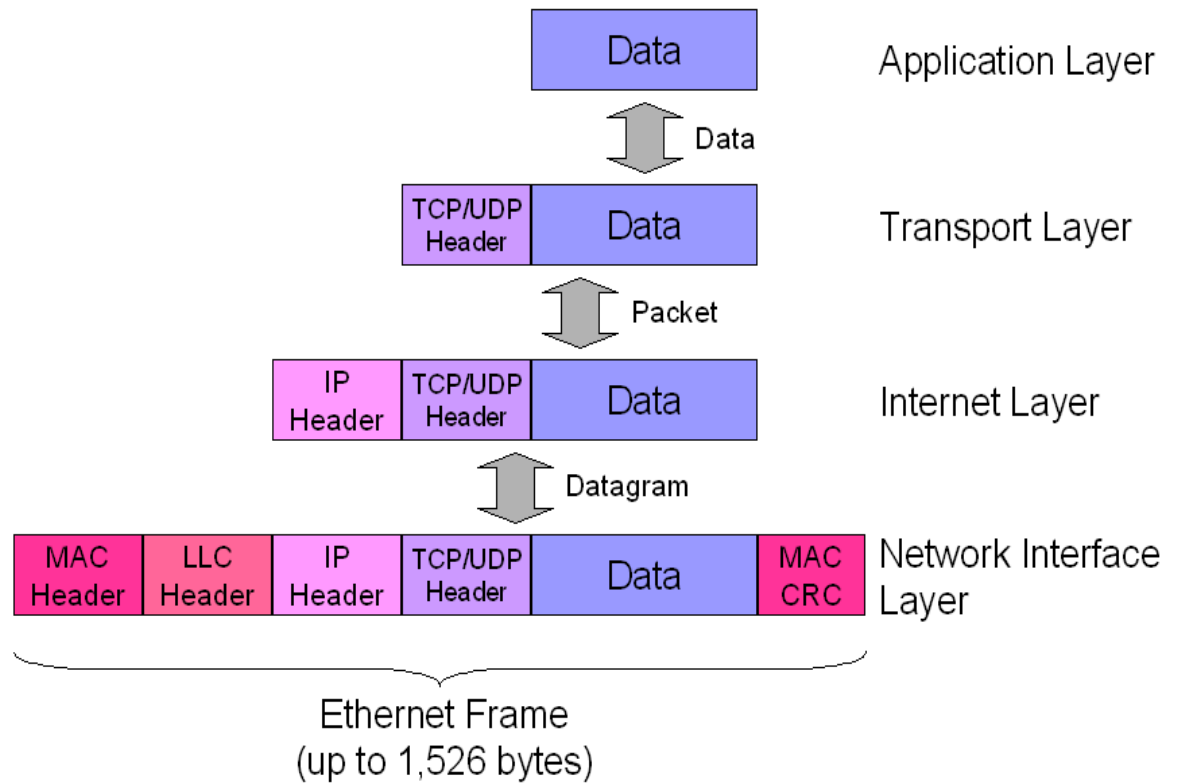 Data
Application Layer
Data
TCP/UDP
Header
Data
Transport Layer
Packet
IP
Header
TCP/UDP
Header
Data
Internet Layer
Datagram
MAC
Header
LLC
Header
IP
Header
TCP/UDP
Header
Data
MAC
CRC
Network Interface
Layer
Ethernet Frame
(up to 1,526 bytes)